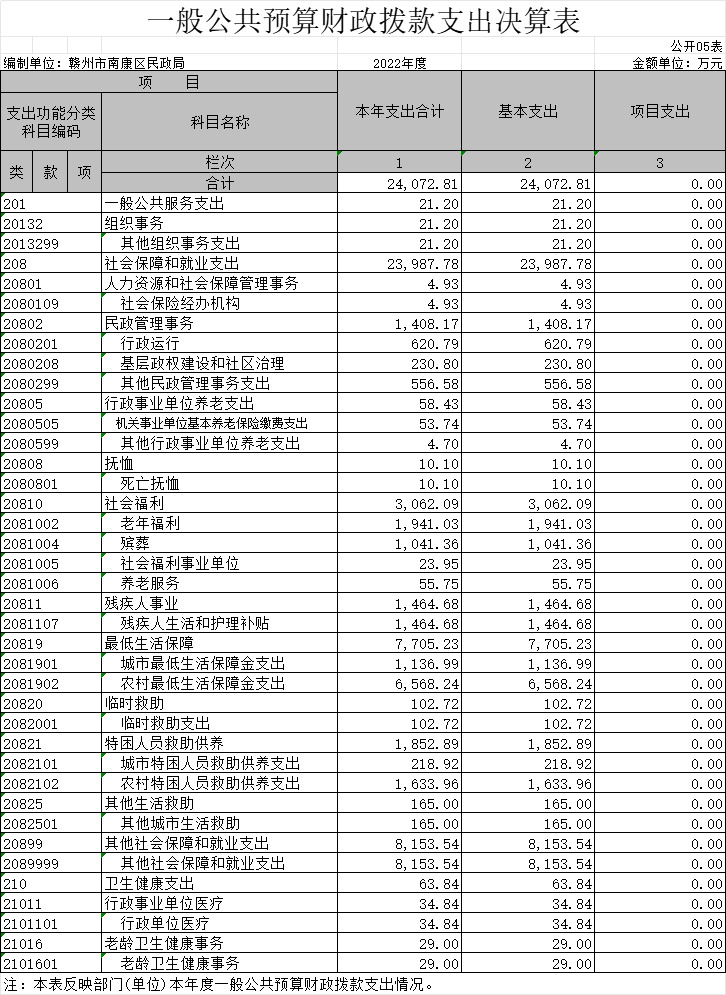 一般公共预算财政拨款支出决算表
公开05表
编制单位：赣州市南康区民政局 2022年度 金额单位：万元
项 目 本年支出合计 基本支出 项目支出
支出功能分类科目编码 科目名称
类 款 项 栏次 1 2 3
合计 24,072.81 24,072.81 0.00
201 一般公共服务支出 21.20 21.20 0.00
20132 组织事务 21.20 21.20 0.00
2013299 其他组织事务支出 21.20 21.20 0.00
208 社会保障和就业支出 23,987.78 23,987.78 0.00
20801 人力资源和社会保障管理事务 4.93 4.93 0.00
2080109 社会保险经办机构 4.93 4.93 0.00
20802 民政管理事务 1,408.17 1,408.17 0.00
2080201 行政运行 620.79 620.79 0.00
2080208 基层政权建设和社区治理 230.80 230.80 0.00
2080299 其他民政管理事务支出 556.58 556.58 0.00
20805 行政事业单位养老支出 58.43 58.43 0.00
2080505 机关事业单位基本养老保险缴费支出 53.74 53.74 0.00
2080599 其他行政事业单位养老支出 4.70 4.70 0.00
20808 抚恤 10.10 10.10 0.00
2080801 死亡抚恤 10.10 10.10 0.00
20810 社会福利 3,062.09 3,062.09 0.00
2081002 老年福利 1,941.03 1,941.03 0.00
2081004 殡葬 1,041.36 1,041.36 0.00
2081005 社会福利事业单位 23.95 23.95 0.00
2081006 养老服务 55.75 55.75 0.00
20811 残疾人事业 1,464.68 1,464.68 0.00
2081107 残疾人生活和护理补贴 1,464.68 1,464.68 0.00
20819 最低生活保障 7,705.23 7,705.23 0.00
2081901 城市最低生活保障金支出 1,136.99 1,136.99 0.00
2081902 农村最低生活保障金支出 6,568.24 6,568.24 0.00
20820 临时救助 102.72 102.72 0.00
2082001 临时救助支出 102.72 102.72 0.00
20821 特困人员救助供养 1,852.89 1,852.89 0.00
2082101 城市特困人员救助供养支出 218.92 218.92 0.00
2082102 农村特困人员救助供养支出 1,633.96 1,633.96 0.00
20825 其他生活救助 165.00 165.00 0.00
2082501 其他城市生活救助 165.00 165.00 0.00
20899 其他社会保障和就业支出 8,153.54 8,153.54 0.00
2089999 其他社会保障和就业支出 8,153.54 8,153.54 0.00
210 卫生健康支出 63.84 63.84 0.00
21011 行政事业单位医疗 34.84 34.84 0.00
2101101 行政单位医疗 34.84 34.84 0.00
21016 老龄卫生健康事务 29.00 29.00 0.00
2101601 老龄卫生健康事务 29.00 29.00 0.00
注：本表反映部门(单位)本年度一般公共预算财政拨款支出情况。